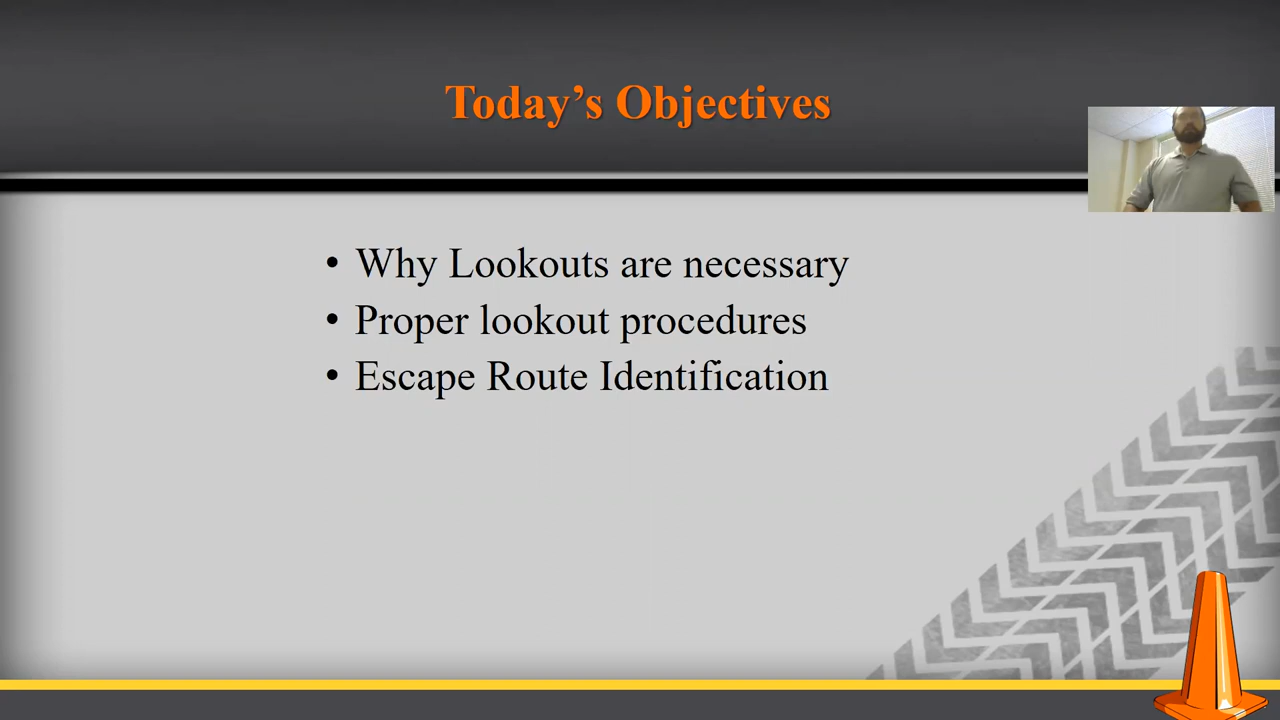 Today’s Objectives
• Why Lookouts are necessary
• Proper lookout procedures
• Escape Route Identification